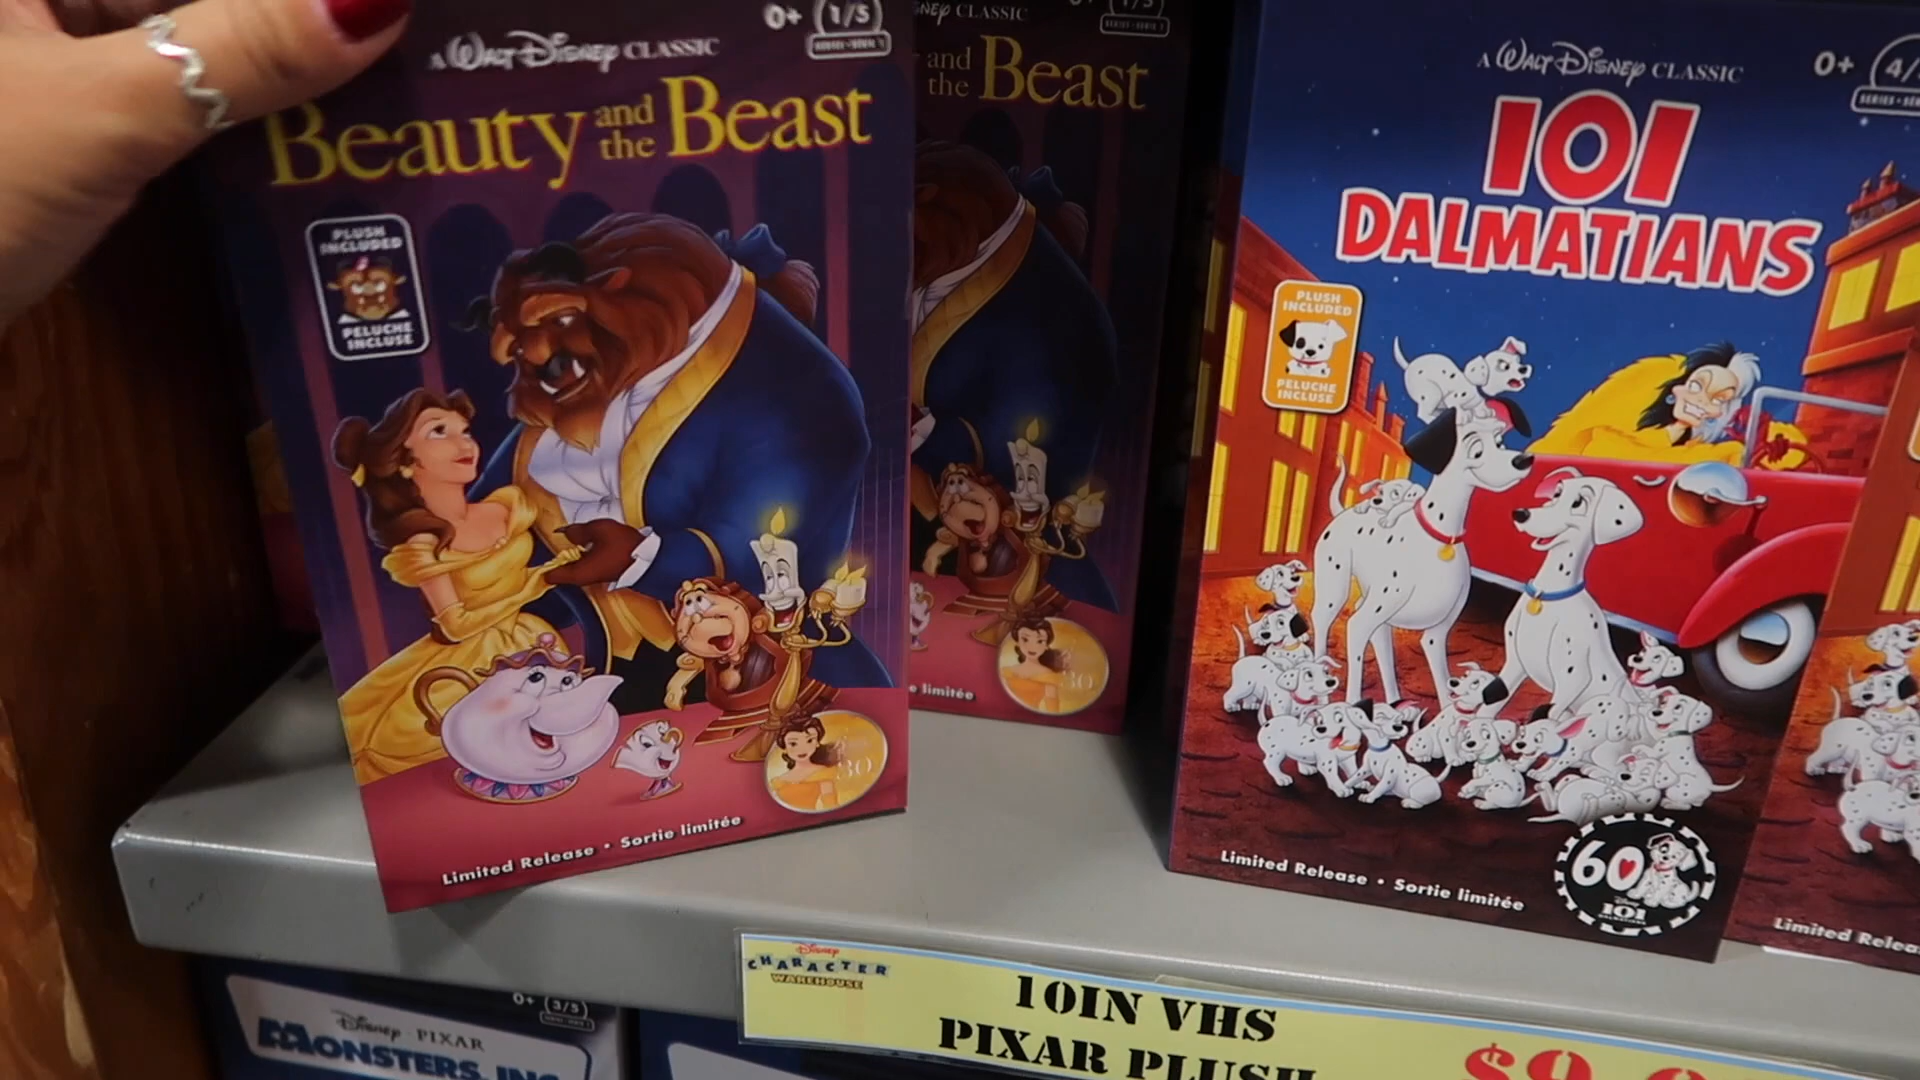 A Walt Disney CLASSIC
0+
1/5
Beauty and the Beast
PLUSH
INCLUDED
PELUCHE
INCLUSE
30
Limited Release • Sortie limitée
CLASSIC
and the Beast
30
limitée
A Walt Disney CLASSIC
0+
101
DALMATIANS
PLUSH
INCLUDED
PELUCHE
INCLUSE
60
101
Limited Release • Sortie limitée
Limited
Disney
CHARACTER
WAREHOUSE
10IN VHS
PIXAR PLUSH
Disney • PIXAR
0+
3/5
MONSTERS, INC.